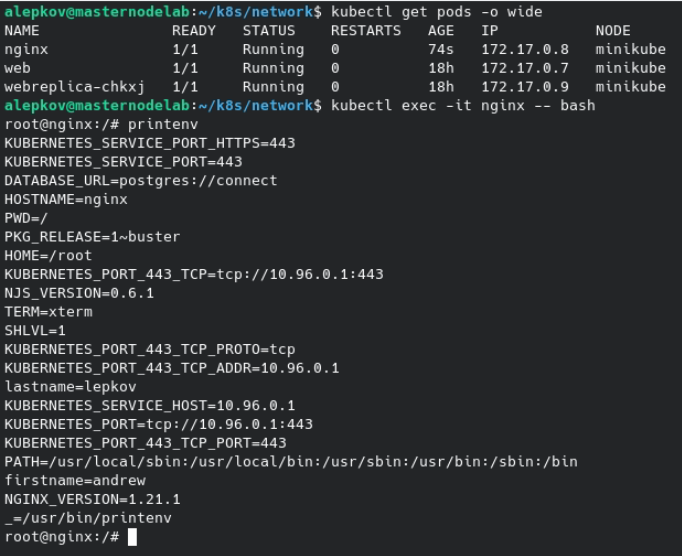 alepkov@masternodelab:~/k8s/network$ kubectl get pods -o wide
NAME READY STATUS RESTARTS AGE IP NODE
nginx 1/1 Running 0 74s 172.17.0.8 minikube
web 1/1 Running 0 18h 172.17.0.7 minikube
webreplica-chkxj 1/1 Running 0 18h 172.17.0.9 minikube
alepkov@masternodelab:~/k8s/network$ kubectl exec -it nginx -- bash
root@nginx:/# printenv
KUBERNETES_SERVICE_PORT_HTTPS=443
KUBERNETES_SERVICE_PORT=443
DATABASE_URL=postgres://connect
HOSTNAME=nginx
PWD=/
PKG_RELEASE=1~buster
HOME=/root
KUBERNETES_PORT_443_TCP=tcp://10.96.0.1:443
NJS_VERSION=0.6.1
TERM=xterm
SHLVL=1
KUBERNETES_PORT_443_TCP_PROTO=tcp
KUBERNETES_PORT_443_TCP_ADDR=10.96.0.1
lastname=lepkov
KUBERNETES_SERVICE_HOST=10.96.0.1
KUBERNETES_PORT=tcp://10.96.0.1:443
KUBERNETES_PORT_443_TCP_PORT=443
PATH=/usr/local/sbin:/usr/local/bin:/usr/sbin:/usr/bin:/sbin:/bin
firstname=andrew
NGINX_VERSION=1.21.1
_=/usr/bin/printenv
root@nginx:/#